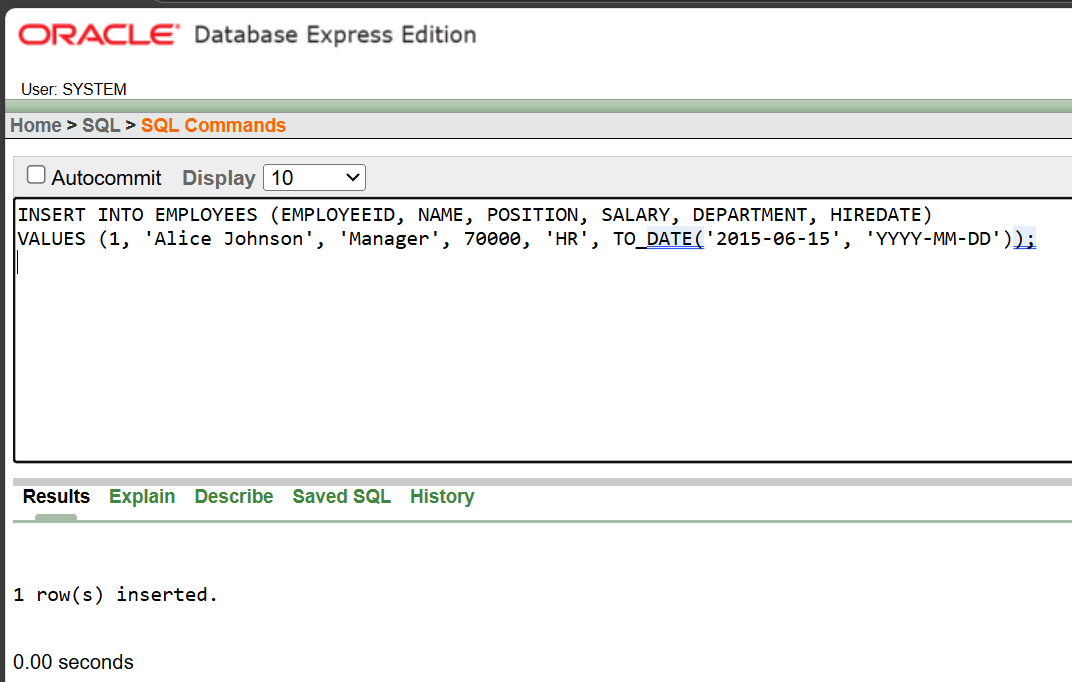 ORACLE Database Express Edition
User: SYSTEM
Home > SQL > SQL Commands
Autocommit Display 10
INSERT INTO EMPLOYEES (EMPLOYEEID, NAME, POSITION, SALARY, DEPARTMENT, HIREDATE)
VALUES (1, 'Alice Johnson', 'Manager', 70000, 'HR', TO_DATE('2015-06-15', 'YYYY-MM-DD'));
Results Explain Describe Saved SQL History
1 row(s) inserted.
0.00 seconds